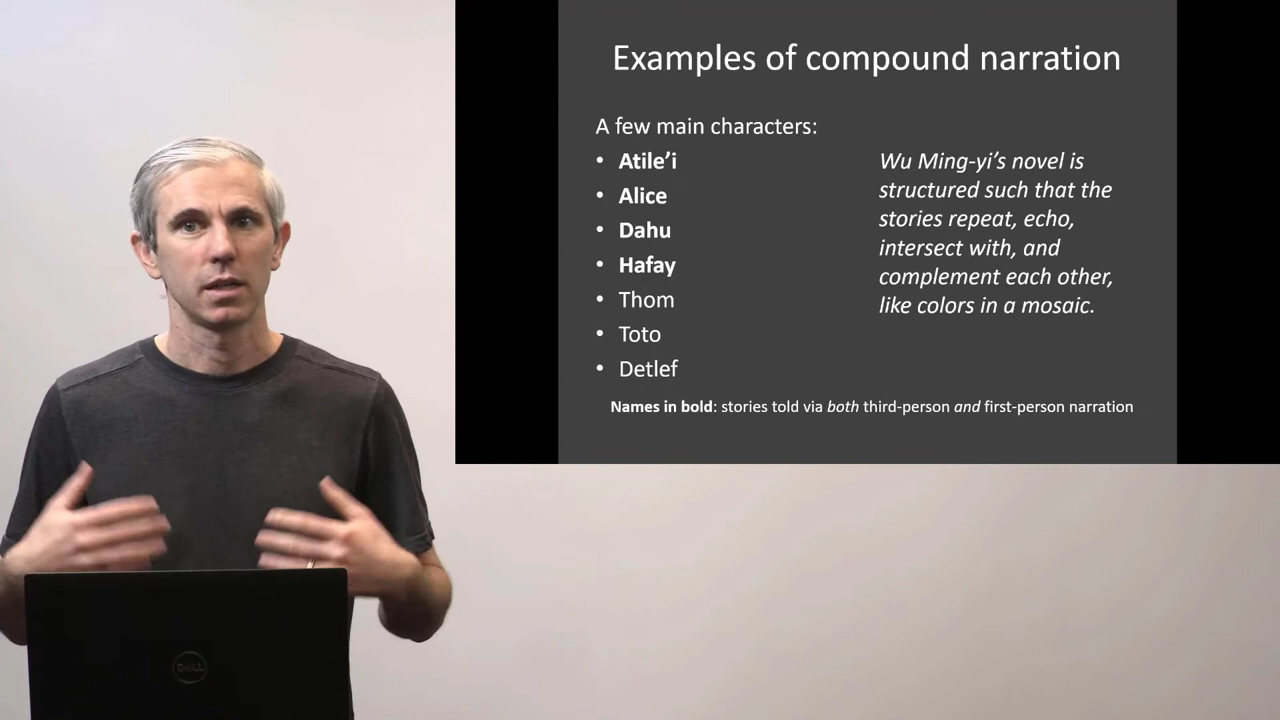 Examples of compound narration
A few main characters:
• Atile’i
• Alice
• Dahu
• Hafay
• Thom
• Toto
• Detlef
Wu Ming-yi’s novel is
structured such that the
stories repeat, echo,
intersect with, and
complement each other,
like colors in a mosaic.
Names in bold: stories told via both third-person and first-person narration
DELL